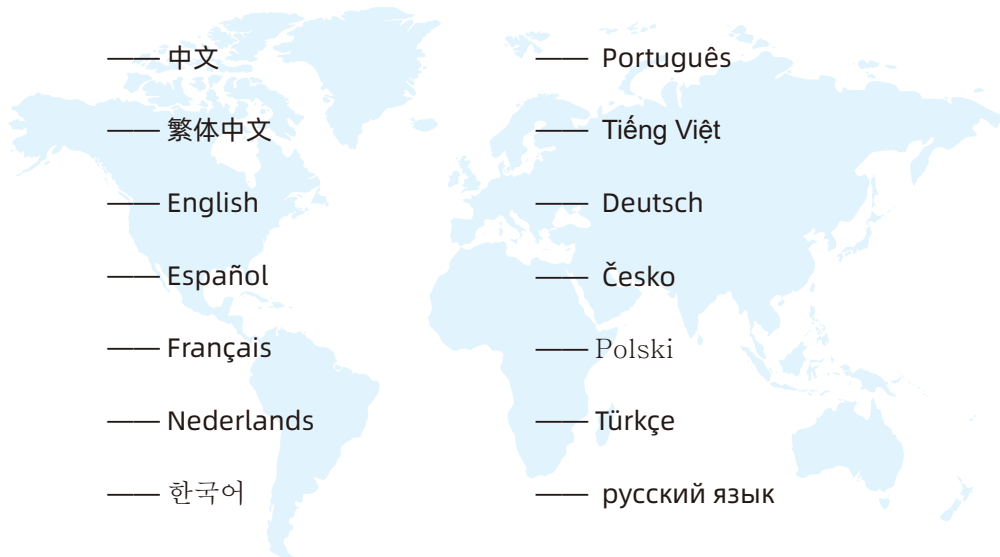 —— 中文
—— 繁体中文
—— English
—— Español
—— Français
—— Nederlands
—— 한국어
—— Português
—— Tiếng Việt
—— Deutsch
—— Česko
—— Polski
—— Türkçe
—— русский язык